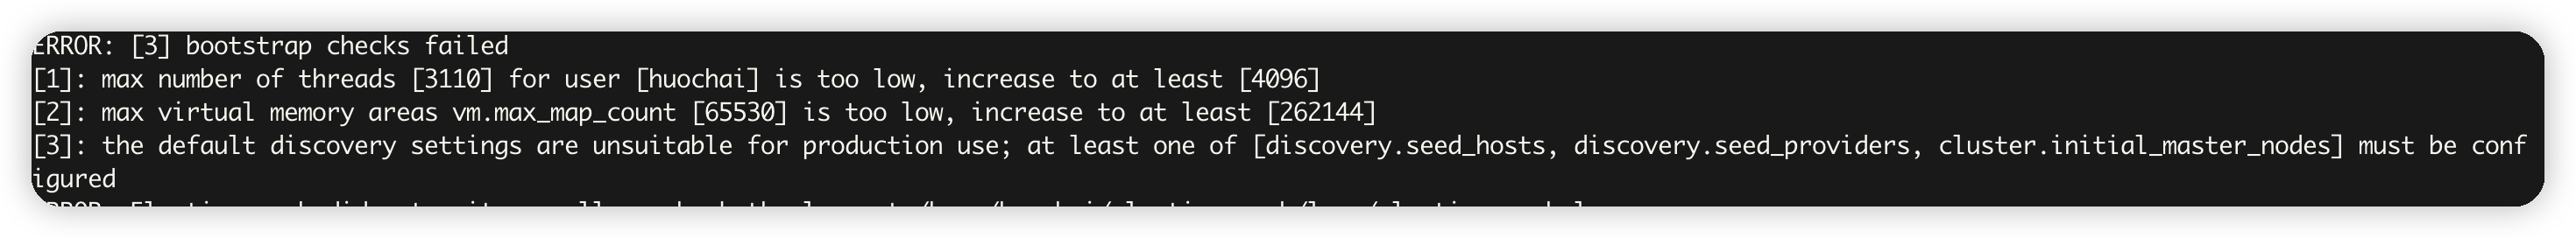 ERROR: [3] bootstrap checks failed
[1]: max number of threads [3110] for user [huochai] is too low, increase to at least [4096]
[2]: max virtual memory areas vm.max_map_count [65530] is too low, increase to at least [262144]
[3]: the default discovery settings are unsuitable for production use; at least one of [discovery.seed_hosts, discovery.seed_providers, cluster.initial_master_nodes] must be conf
igured